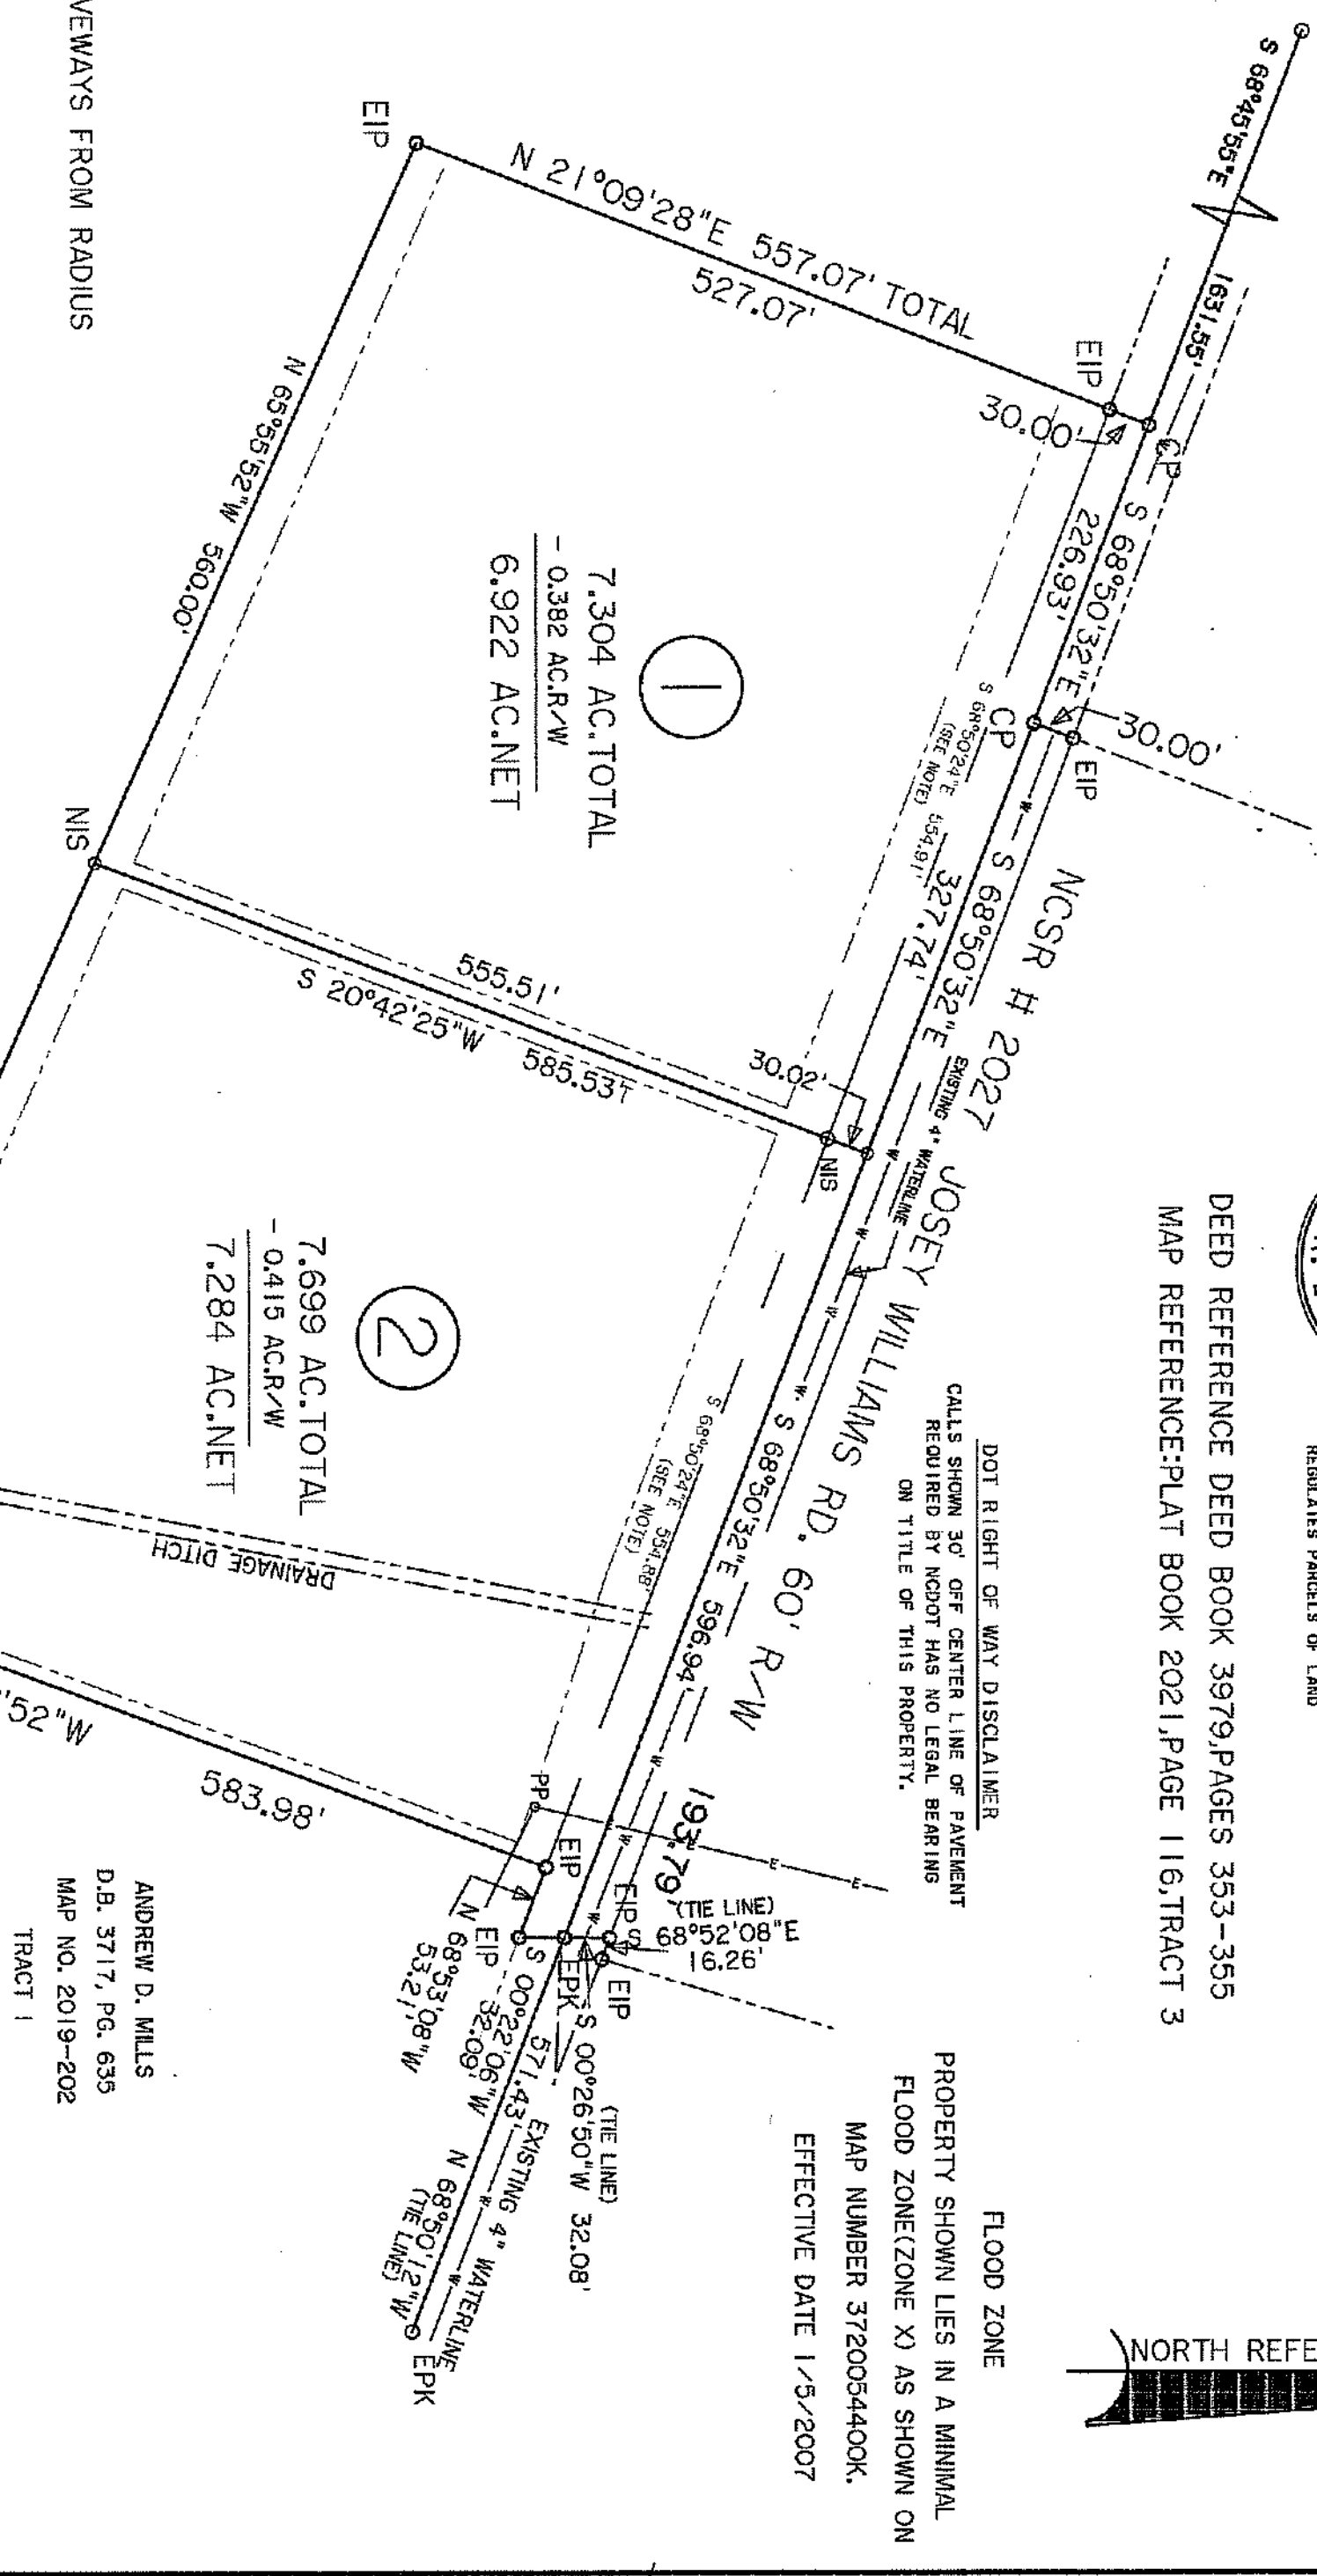 S 68°45'55"E
1631.55'
NORTH REFE
REGULATES PARCELS OF LAND
DEED REFERENCE DEED BOOK 3979,PAGES 353-355
MAP REFERENCE:PLAT BOOK 2021,PAGE 116,TRACT 3
FLOOD ZONE
PROPERTY SHOWN LIES IN A MINIMAL
FLOOD ZONE(ZONE X) AS SHOWN ON
MAP NUMBER 3720054400K.
EFFECTIVE DATE 1/5/2007
DOT RIGHT OF WAY DISCLAIMER
CALLS SHOWN 30' OFF CENTER LINE OF PAVEMENT
REQUIRED BY NCDOT HAS NO LEGAL BEARING
ON TITLE OF THIS PROPERTY.
NCSR # 2027 JOSEY WILLIAMS RD. 60' R/W
EXISTING 4" WATERLINE
CP
S 68°50'32"E
226.93'
30.00'
EIP
30.00'
EIP
CP
S 68°50'32"E
327.74'
S 68°50'24"E 554.91'
(SEE NOTE)
N 21°09'28"E 557.07' TOTAL
527.07'
EIP
1
7.304 AC.TOTAL
- 0.382 AC.R/W
6.922 AC.NET
N 65°55'52"W 560.00'
NIS
555.51'
S 20°42'25"W 585.53'T
30.02'
NIS
S 68°50'32"E 596.94'
S 68°50'24"E 554.88'
(SEE NOTE)
2
7.699 AC.TOTAL
- 0.415 AC.R/W
7.284 AC.NET
DRAINAGE DITCH
'52"W
583.98'
PP
193.79'
(TIE LINE)
S 68°52'08"E
16.26'
EIP
EIP
EIP
EIP
EPK
N 68°53'08"W
53.21'
S 00°22'06"W
32.09'
(TIE LINE)
S 00°26'50"W 32.08'
571.43'
EXISTING 4" WATERLINE
N 68°50'12"W
(TIE LINE)
EPK
ANDREW D. MILLS
D.B. 3717, PG. 635
MAP NO. 2019-202
TRACT 1
VEWAYS FROM RADIUS